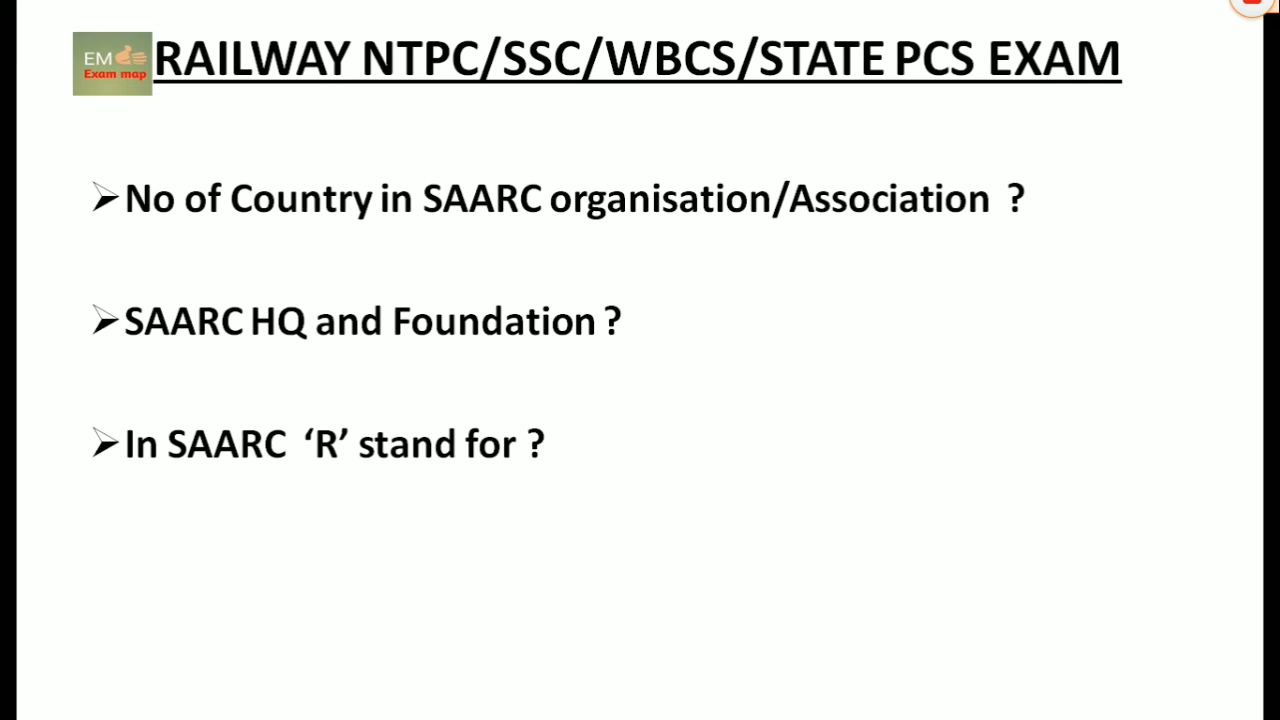 EM
Exam map
RAILWAY NTPC/SSC/WBCS/STATE PCS EXAM
➢No of Country in SAARC organisation/Association ?
➢SAARC HQ and Foundation ?
➢In SAARC ‘R’ stand for ?